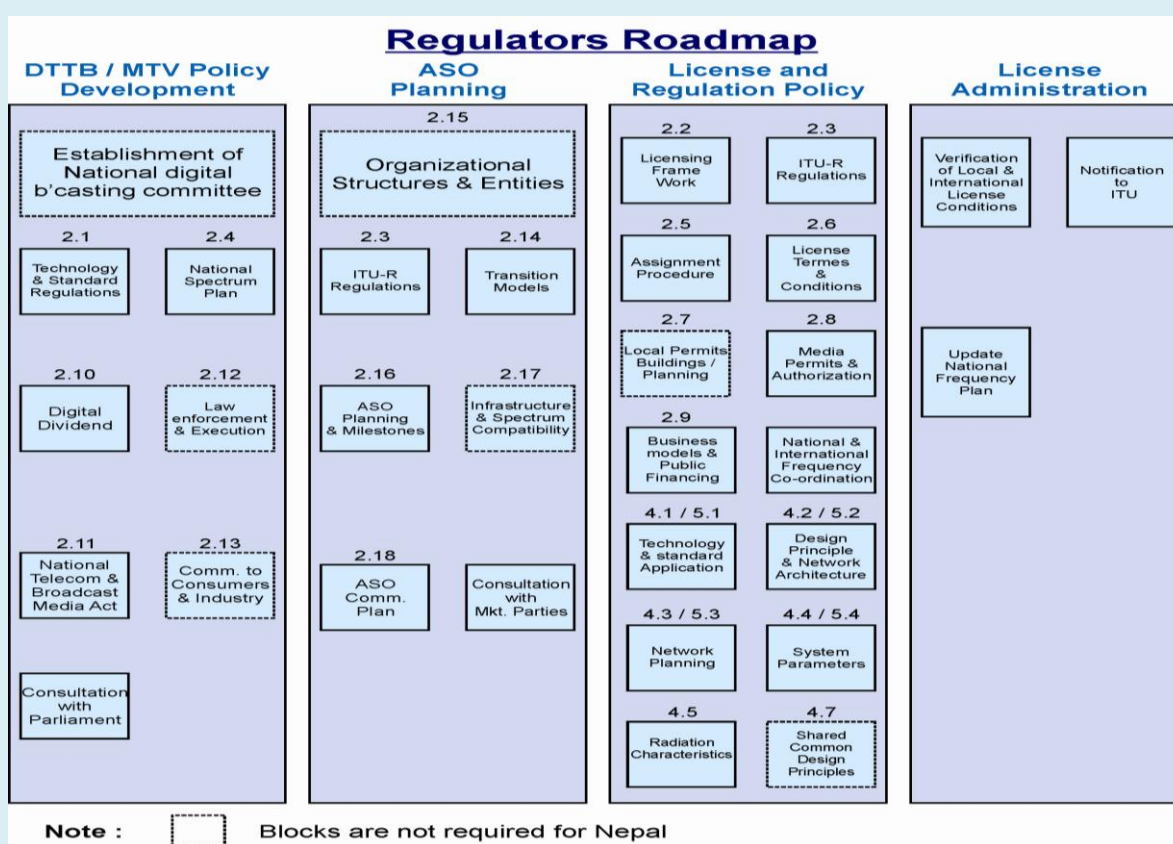 Regulators Roadmap
DTTB / MTV Policy
Development
Establishment of
National digital
b'casting committee
2.1
Technology
& Standard
Regulations
2.4
National
Spectrum
Plan
2.10
Digital
Dividend
2.12
Law
enforcement
& Execution
2.11
National
Telecom &
Broadcast
Media Act
2.13
Comm. to
Consumers
& Industry
Consultation
with
Parliament
ASO
Planning
2.15
Organizational
Structures & Entities
2.3
ITU-R
Regulations
2.14
Transition
Models
2.16
ASO
Planning
& Milestones
2.17
Infrastructure
& Spectrum
Compatibility
2.18
ASO
Comm.
Plan
Consultation
with
Mkt. Parties
License and
Regulation Policy
2.2
Licensing
Frame
Work
2.3
ITU-R
Regulations
2.5
Assignment
Procedure
2.6
License
Termes
&
Conditions
2.7
Local Permits
Buildings /
Planning
2.8
Media
Permits &
Authorization
2.9
Business
models &
Public
Financing
National &
International
Frequency
Co-ordination
4.1 / 5.1
Technology
& standard
Application
4.2 / 5.2
Design
Principle
& Network
Architecture
4.3 / 5.3
Network
Planning
4.4 / 5.4
System
Parameters
4.5
Radiation
Characteristics
4.7
Shared
Common
Design
Principles
License
Administration
Verification
of Local &
International
License
Conditions
Notification
to
ITU
Update
National
Frequency
Plan
Note :
Blocks are not required for Nepal